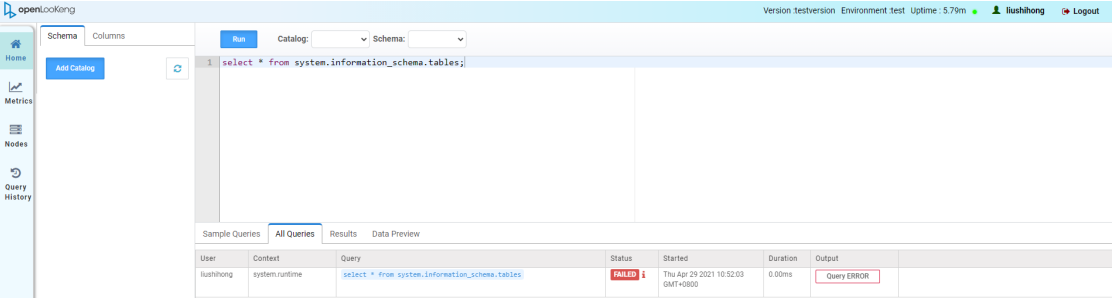 openLooKeng
Version :testversion Environment :test Uptime : 5.79m liushihong Logout
Home
Metrics
Nodes
Query
History
Schema Columns
Add Catalog
Run Catalog: Schema:
1 select * from system.information_schema.tables;
Sample Queries All Queries Results Data Preview
User Context Query Status Started Duration Output
liushihong system.runtime select * from system.information_schema.tables FAILED Thu Apr 29 2021 10:52:03 0.00ms Query ERROR
GMT+0800